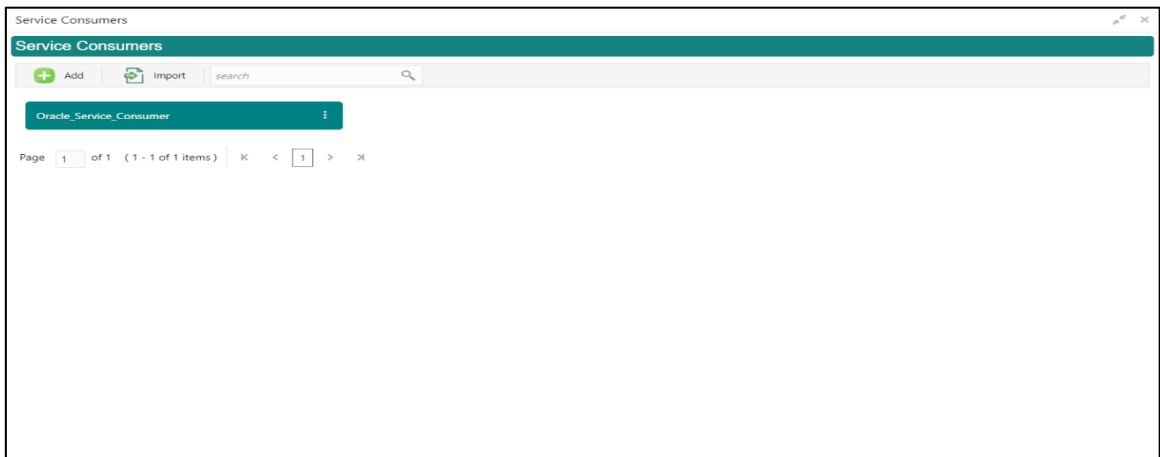 Service Consumers
Service Consumers
Add Import search
Oracle_Service_Consumer
Page 1 of 1 ( 1 - 1 of 1 items ) 1